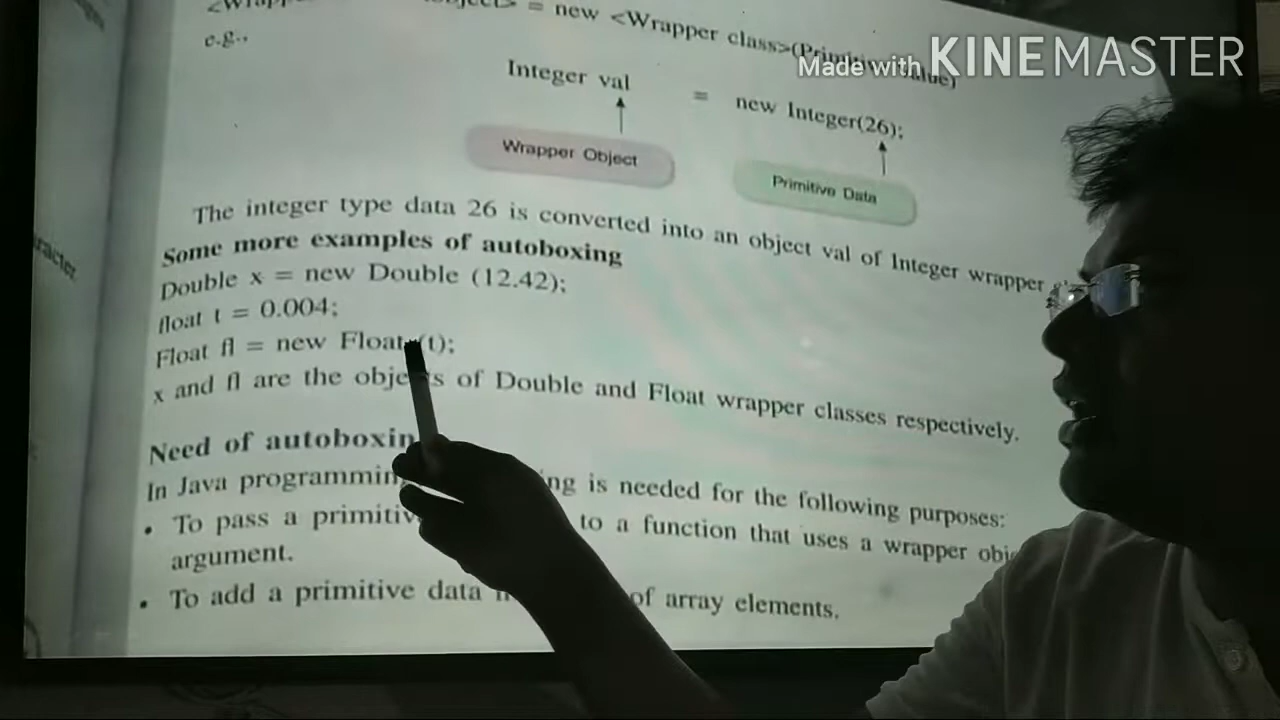 = new <Wrapper class>(Primitive Value)
e.g.,
Made with KINEMASTER
Integer val = new Integer(26);
Wrapper Object
Primitive Data
The integer type data 26 is converted into an object val of Integer wrapper
Some more examples of autoboxing
Double x = new Double (12.42);
float t = 0.004;
Float fl = new Float (t);
x and fl are the objects of Double and Float wrapper classes respectively.
Need of autoboxin
In Java programmin ng is needed for the following purposes:
• To pass a primitiv to a function that uses a wrapper obje
argument.
• To add a primitive data of array elements.